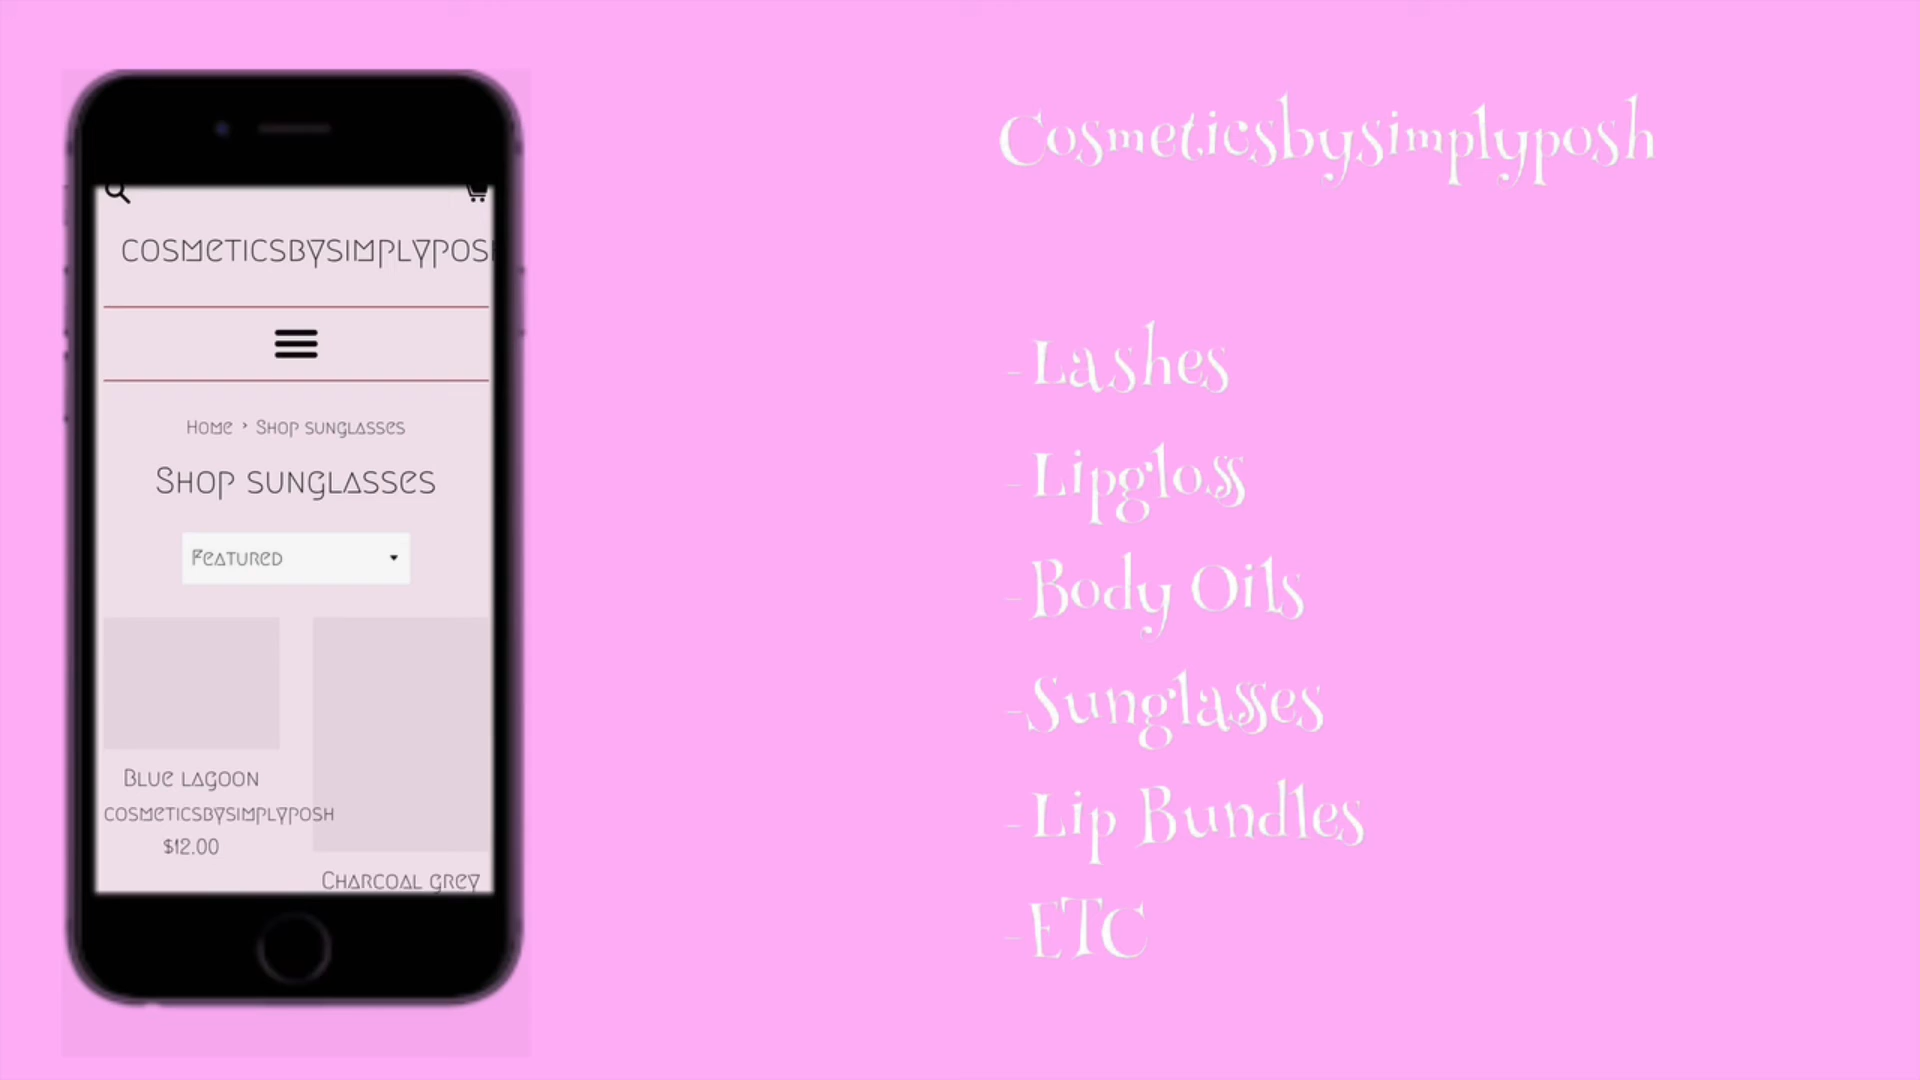 COSMETICSBYSIMPLYPOSH
Home › Shop sunglasses
Shop sunglasses
Featured
Blue lagoon
COSMETICSBYSIMPLYPOSH
$12.00
Charcoal grey
Cosmeticsbysimplyposh
- Lashes
- Lipgloss
- Body Oils
-Sunglasses
- Lip Bundles
- ETC